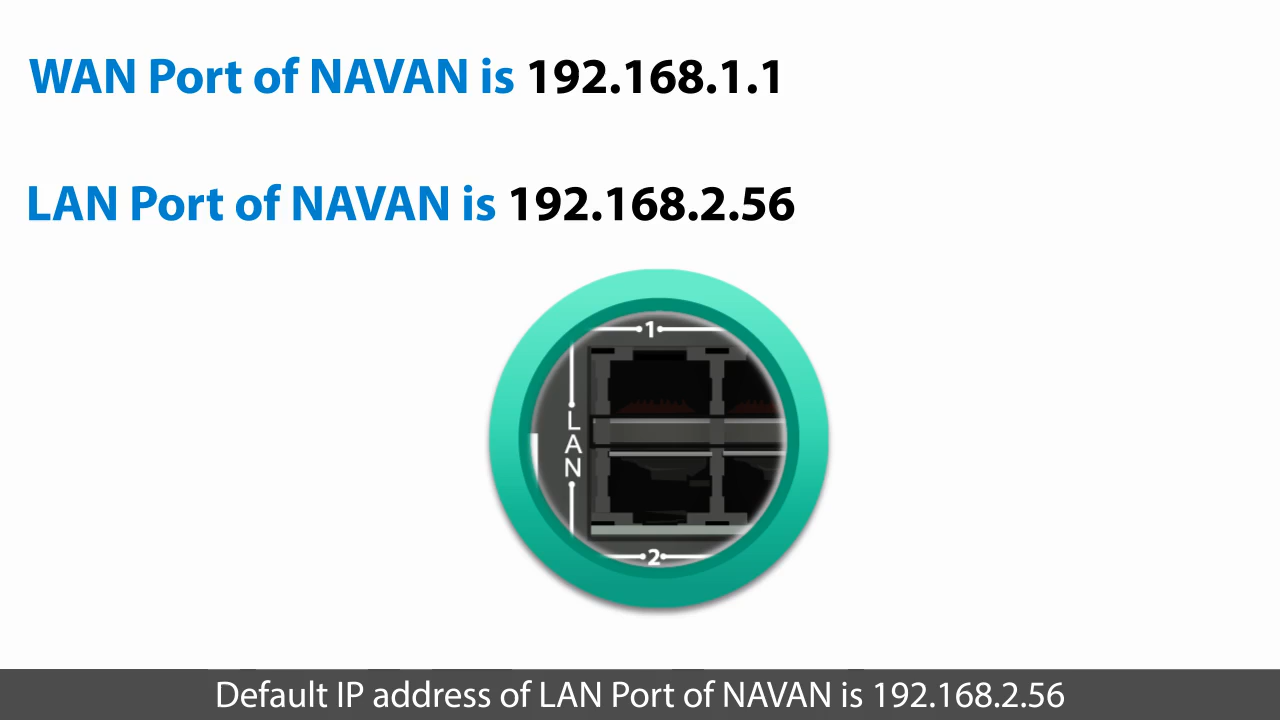 WAN Port of NAVAN is 192.168.1.1
LAN Port of NAVAN is 192.168.2.56
1
LAN
2
Default IP address of LAN Port of NAVAN is 192.168.2.56